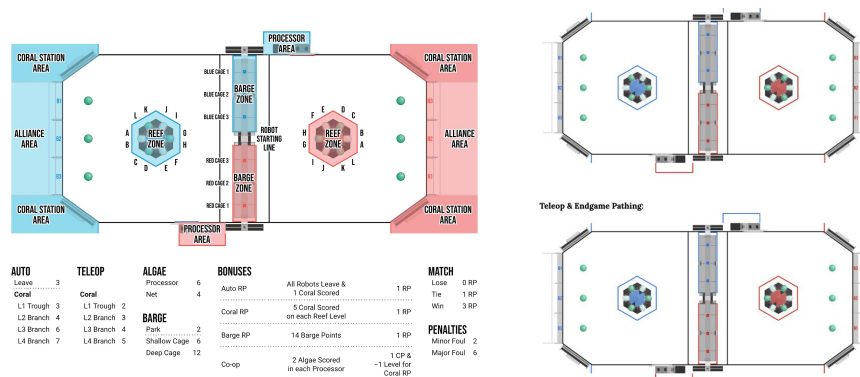 PROCESSOR
AREA
CORAL STATION
AREA
CORAL STATION
AREA
BLUE CAGE 1
BLUE CAGE 2
BLUE CAGE 3
BARGE
ZONE
ALLIANCE
AREA
ALLIANCE
AREA
K J
L I
A G
B H
C F
D E
REEF
ZONE
ROBOT
STARTING
LINE
E D
F C
H B
G A
I L
J K
REEF
ZONE
RED CAGE 3
RED CAGE 2
RED CAGE 1
BARGE
ZONE
CORAL STATION
AREA
CORAL STATION
AREA
PROCESSOR
AREA
Teleop & Endgame Pathing:
AUTO
Leave 3
Coral
L1 Trough 3
L2 Branch 4
L3 Branch 6
L4 Branch 7
TELEOP
Coral
L1 Trough 2
L2 Branch 3
L3 Branch 4
L4 Branch 5
ALGAE
Processor 6
Net 4
BARGE
Park 2
Shallow Cage 6
Deep Cage 12
BONUSES
Auto RP All Robots Leave & 1 RP
1 Coral Scored
Coral RP 5 Coral Scored 1 RP
on each Reef Level
Barge RP 14 Barge Points 1 RP
Co-op 2 Algae Scored 1 CP &
in each Processor −1 Level for
Coral RP
MATCH
Lose 0 RP
Tie 1 RP
Win 3 RP
PENALTIES
Minor Foul 2
Major Foul 6